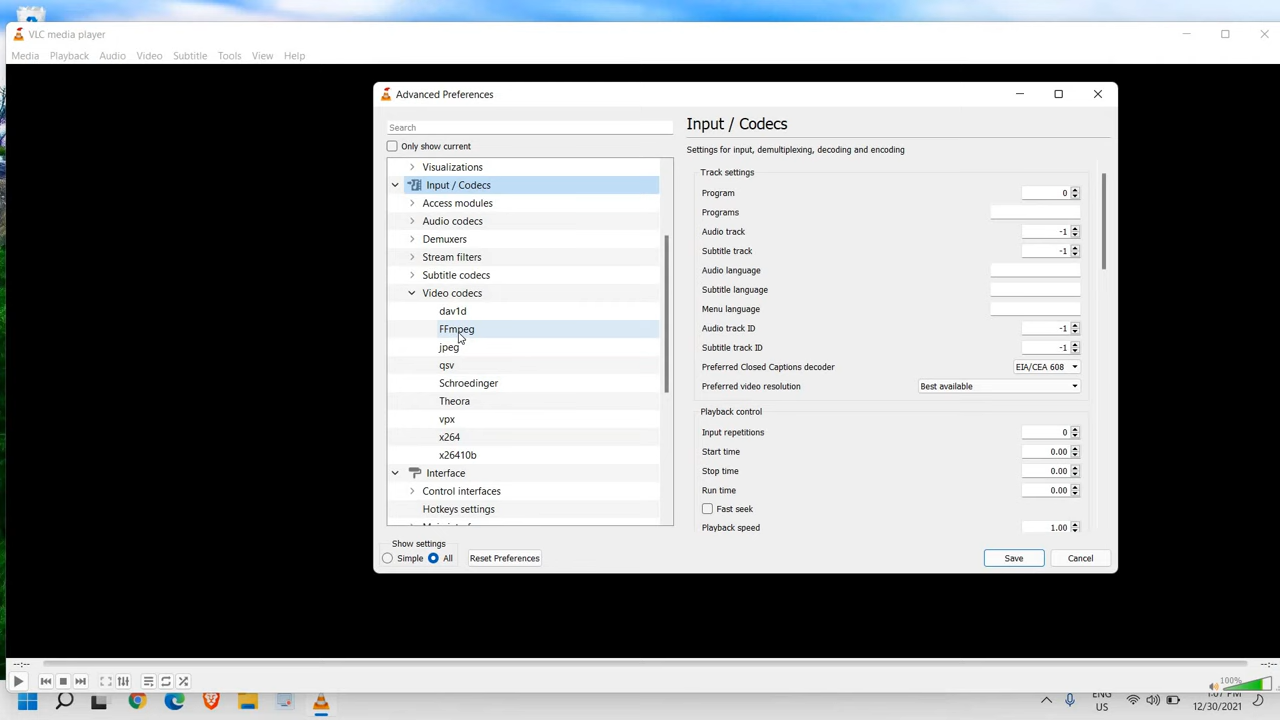 VLC media player
Media Playback Audio Video Subtitle Tools View Help
Advanced Preferences
Search
Only show current
Visualizations
Input / Codecs
Access modules
Audio codecs
Demuxers
Stream filters
Subtitle codecs
Video codecs
dav1d
FFmpeg
jpeg
qsv
Schroedinger
Theora
vpx
x264
x26410b
Interface
Control interfaces
Hotkeys settings
Input / Codecs
Settings for input, demultiplexing, decoding and encoding
Track settings
Program 0
Programs
Audio track -1
Subtitle track -1
Audio language
Subtitle language
Menu language
Audio track ID -1
Subtitle track ID -1
Preferred Closed Captions decoder EIA/CEA 608
Preferred video resolution Best available
Playback control
Input repetitions 0
Start time 0.00
Stop time 0.00
Run time 0.00
Fast seek
Playback speed 1.00
Show settings
Simple All Reset Preferences Save Cancel
--:-- --:--
100%
ENG
US
1:07 PM
12/30/2021